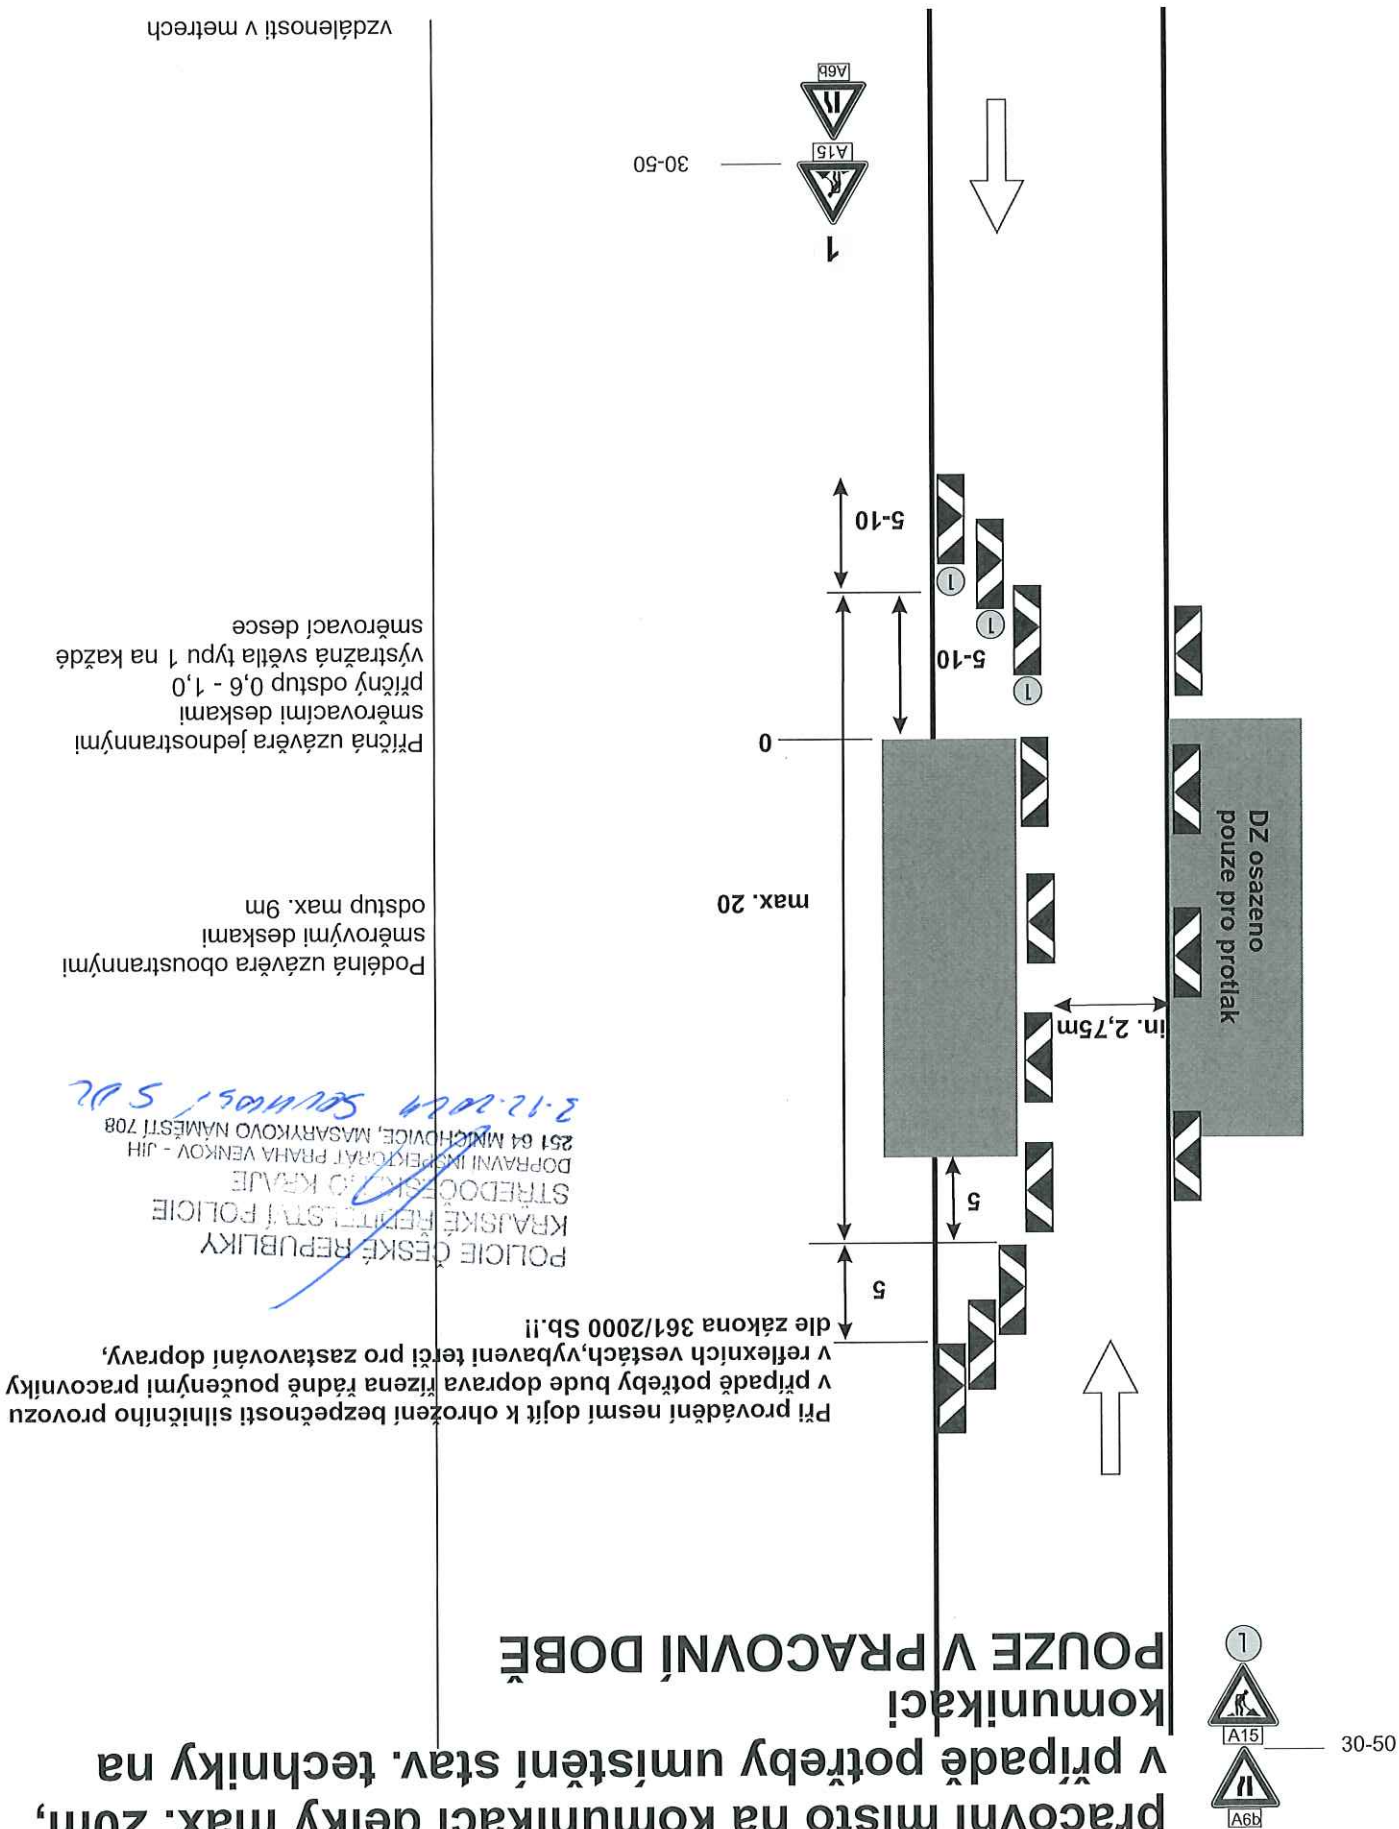 pracovní místo na komunikaci délky max. 20m,
v případě potřeby umístění stav. techniky na
komunikaci
POUZE V PRACOVNÍ DOBĚ
A6b
A15
1
30-50
Při provádění nesmí dojít k ohrožení bezpečnosti silničního provozu
v případě potřeby bude doprava řízena řádně poučenými pracovníky
v reflexních vestách,vybaveni terči pro zastavování dopravy,
dle zákona 361/2000 Sb.!!
POLICIE ČESKÉ REPUBLIKY
KRAJSKÉ ŘEDITELSTVÍ POLICIE
STŘEDOČESKÉHO KRAJE
DOPRAVNI INSPEKTORÁT PRAHA VENKOV - JIH
251 64 MNICHOVICE, MASARYKOVO NÁMĚSTÍ 708
5
5
in. 2,75m
DZ osazeno
pouze pro protlak
max. 20
Podélná uzávěra oboustrannými
směrovými deskami
odstup max. 9m
0
Příčná uzávěra jednostrannými
směrovacími deskami
příčný odstup 0,6 - 1,0
výstražná světla typu 1 na každé
směrovací desce
1
1
1
5-10
5-10
1
A15
30-50
A6b
vzdálenosti v metrech